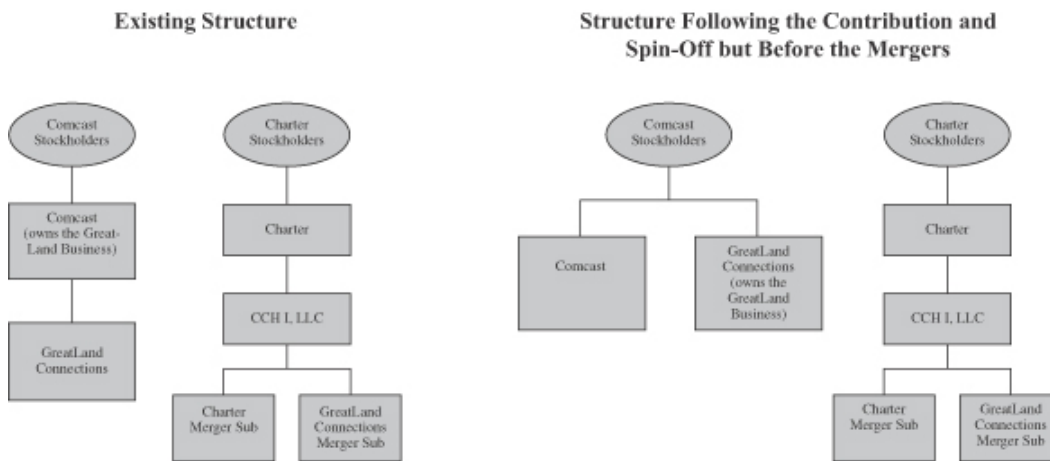 Existing Structure
Comcast
Stockholders
Charter
Stockholders
Comcast
(owns the Great-
Land Business)
Charter
GreatLand
Connections
CCH I, LLC
Charter
Merger Sub
GreatLand
Connections
Merger Sub
Structure Following the Contribution and
Spin-Off but Before the Mergers
Comcast
Stockholders
Charter
Stockholders
Comcast
GreatLand
Connections
(owns the
GreatLand
Business)
Charter
CCH I, LLC
Charter
Merger Sub
GreatLand
Connections
Merger Sub